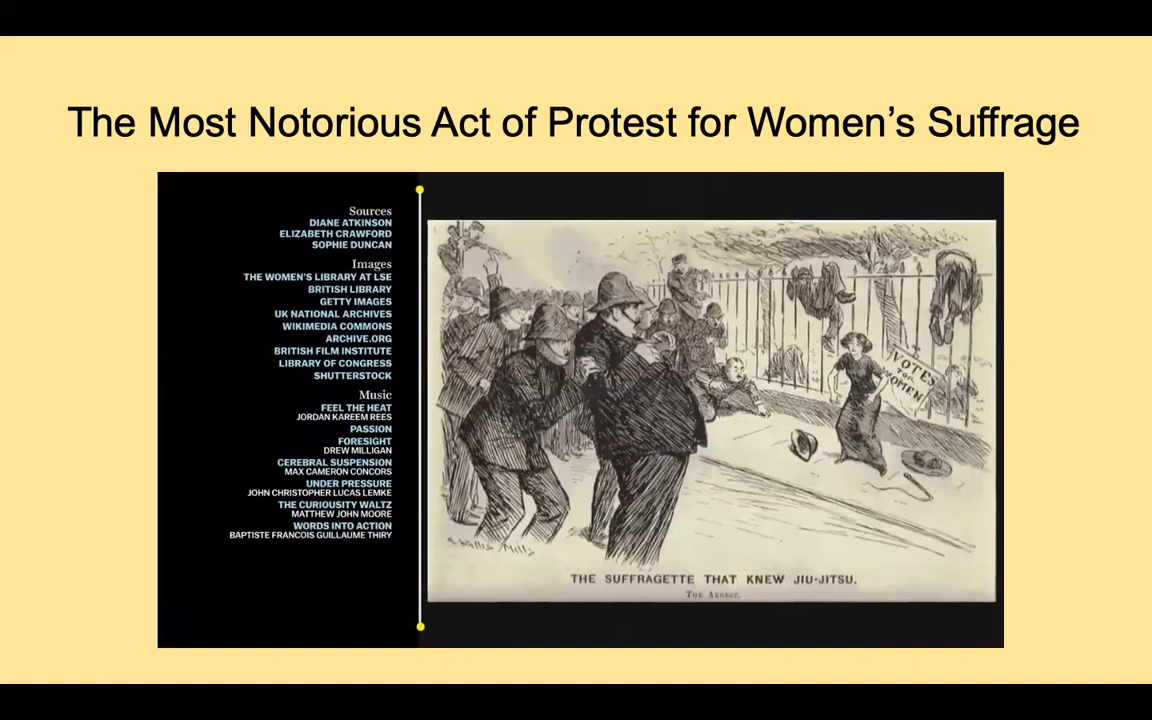 The Most Notorious Act of Protest for Women’s Suffrage
Sources
DIANE ATKINSON
ELIZABETH CRAWFORD
SOPHIE DUNCAN
Images
THE WOMEN'S LIBRARY AT LSE
BRITISH LIBRARY
GETTY IMAGES
UK NATIONAL ARCHIVES
WIKIMEDIA COMMONS
ARCHIVE.ORG
BRITISH FILM INSTITUTE
LIBRARY OF CONGRESS
SHUTTERSTOCK
Music
FEEL THE HEAT
JORDAN KAREEM REES
PASSION
FORESIGHT
DREW MILLIGAN
CEREBRAL SUSPENSION
MAX CAMERON CONCORS
UNDER PRESSURE
JOHN CHRISTOPHER LUCAS LEMKE
THE CURIOUSITY WALTZ
MATTHEW JOHN MOORE
WORDS INTO ACTION
BAPTISTE FRANCOIS GUILLAUME THIRY
VOTES
FOR
WOMEN
THE SUFFRAGETTE THAT KNEW JIU-JITSU.
The Arrest.